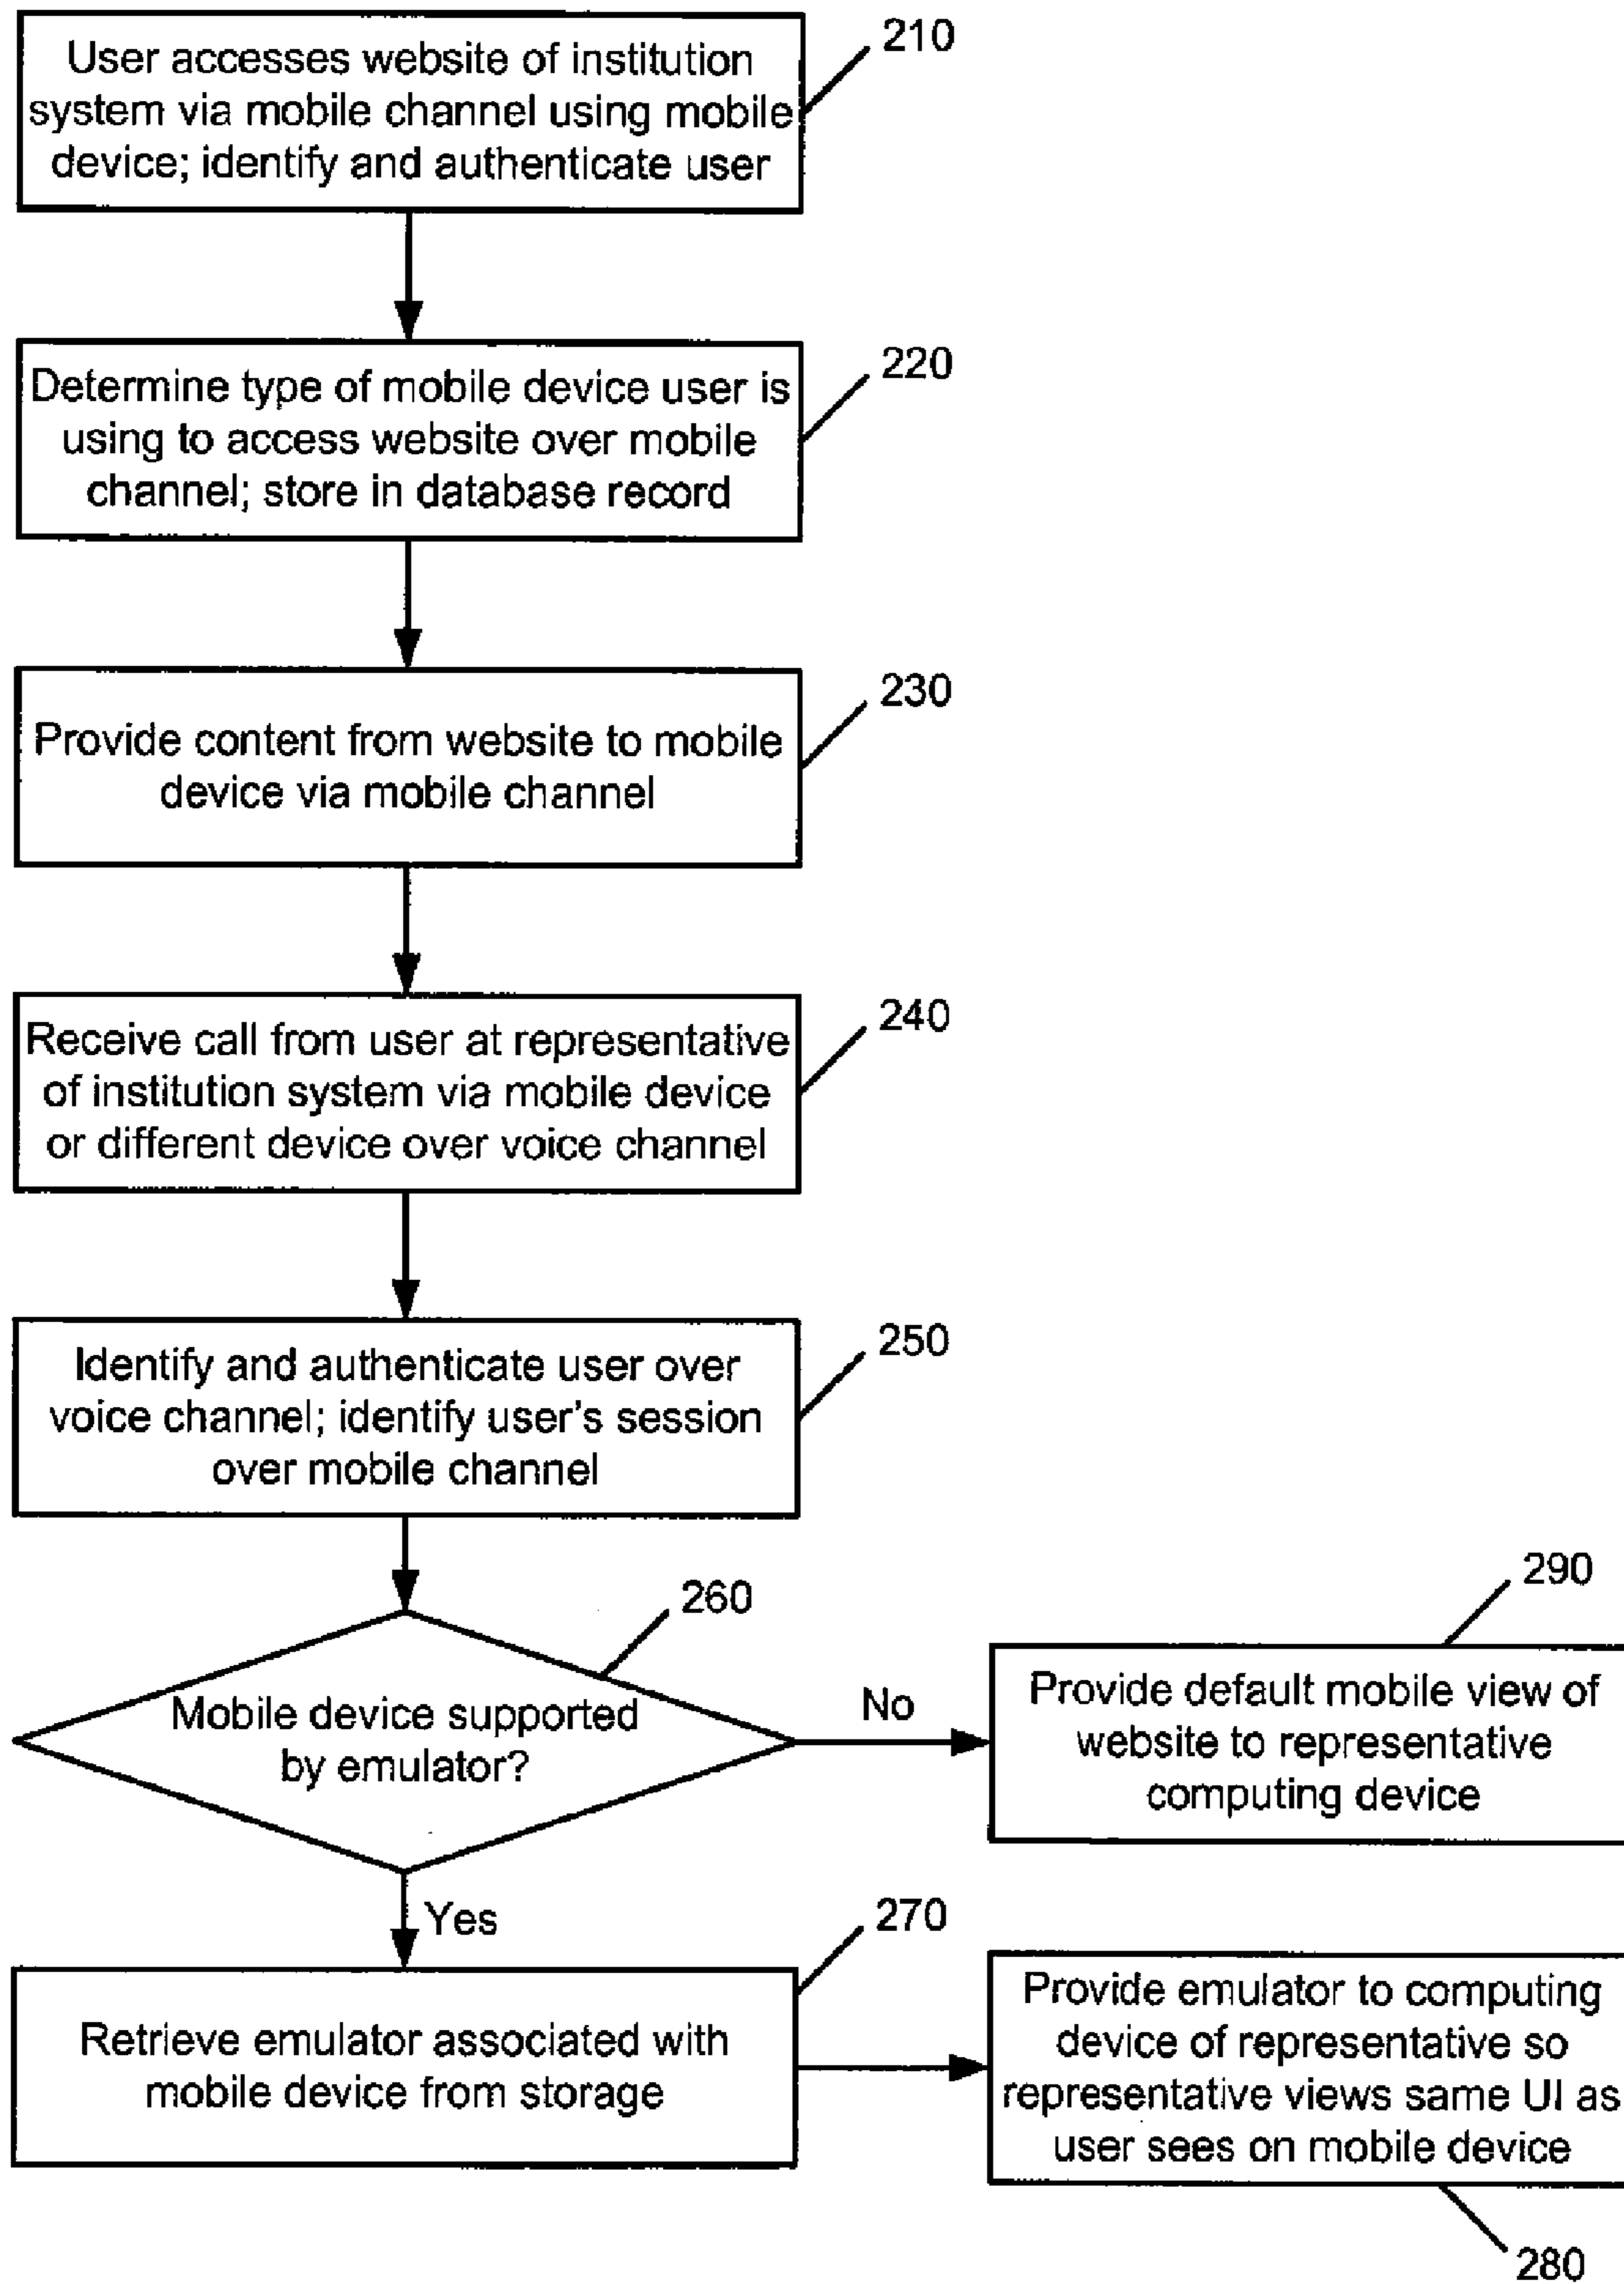 User accesses website of institution
system via mobile channel using mobile
device; identify and authenticate user
210
Determine type of mobile device user is
using to access website over mobile
channel; store in database record
220
Provide content from website to mobile
device via mobile channel
230
Receive call from user at representative
of institution system via mobile device
or different device over voice channel
240
Identify and authenticate user over
voice channel; identify user's session
over mobile channel
250
Mobile device supported
by emulator?
260
No
Provide default mobile view of
website to representative
computing device
290
Yes
Retrieve emulator associated with
mobile device from storage
270
Provide emulator to computing
device of representative so
representative views same UI as
user sees on mobile device
280